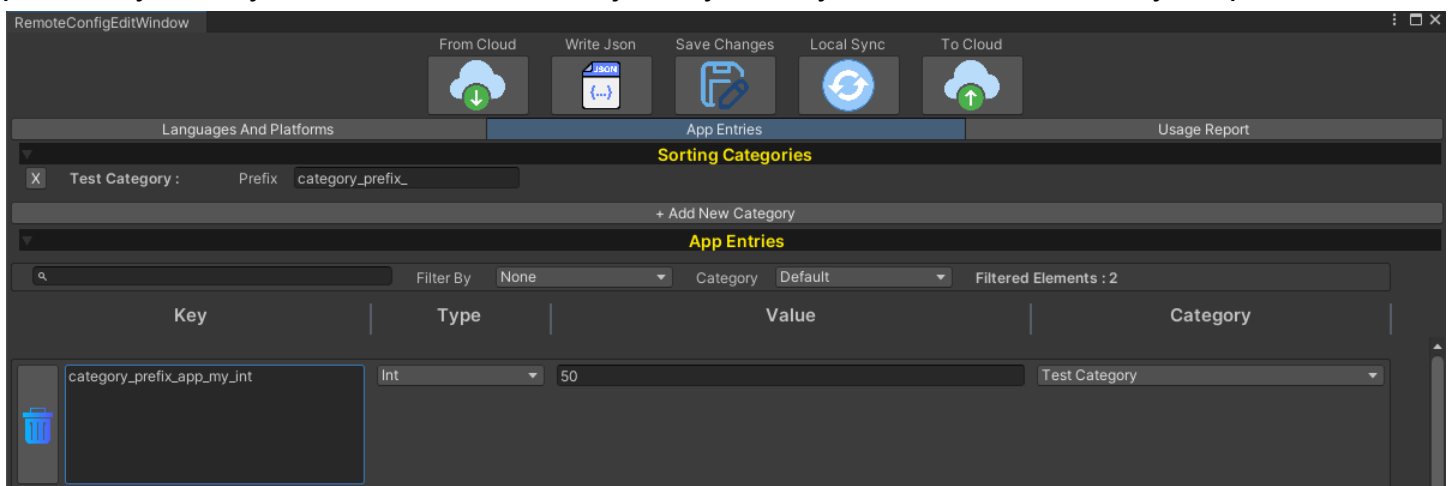 RemoteConfigEditWindow
From Cloud Write Json Save Changes Local Sync To Cloud
JSON
{...}
Languages And Platforms App Entries Usage Report
Sorting Categories
X Test Category : Prefix category_prefix_
+ Add New Category
App Entries
Filter By None Category Default Filtered Elements : 2
Key Type Value Category
category_prefix_app_my_int Int 50 Test Category